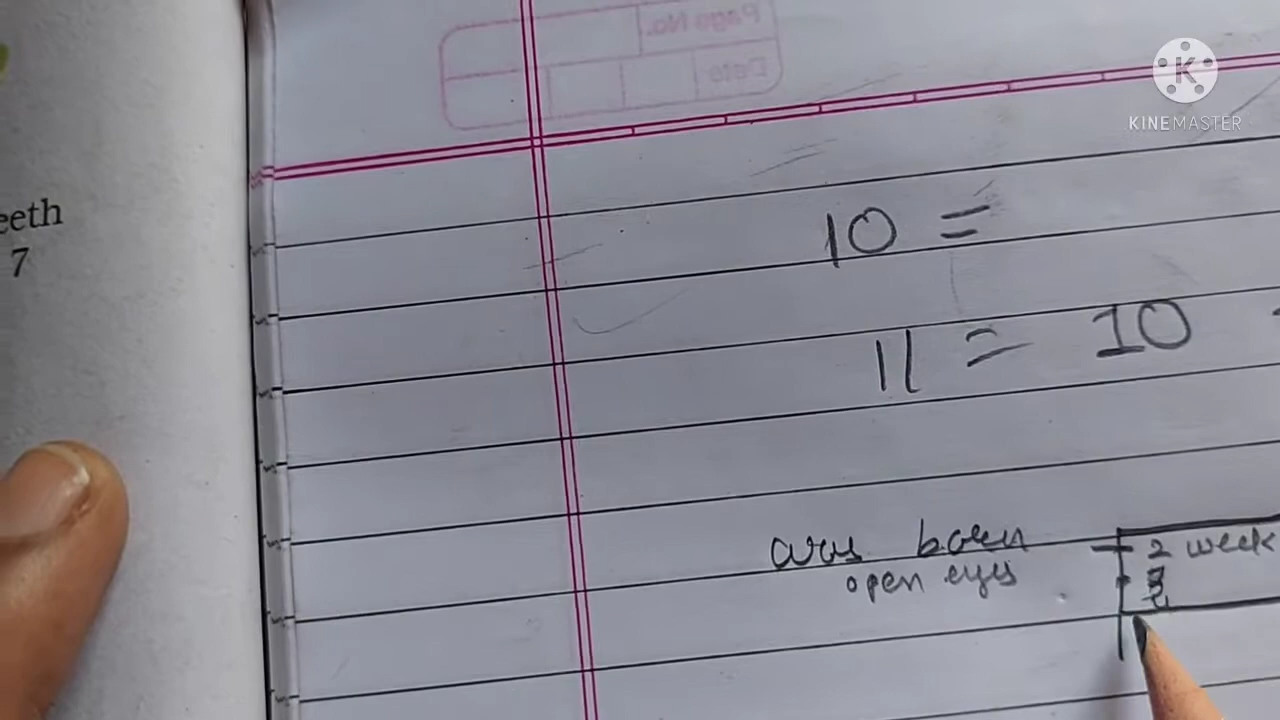 Page No.
Date
KINEMASTER
eeth
7
10 =
11 = 10
was born 2 week
open eyes